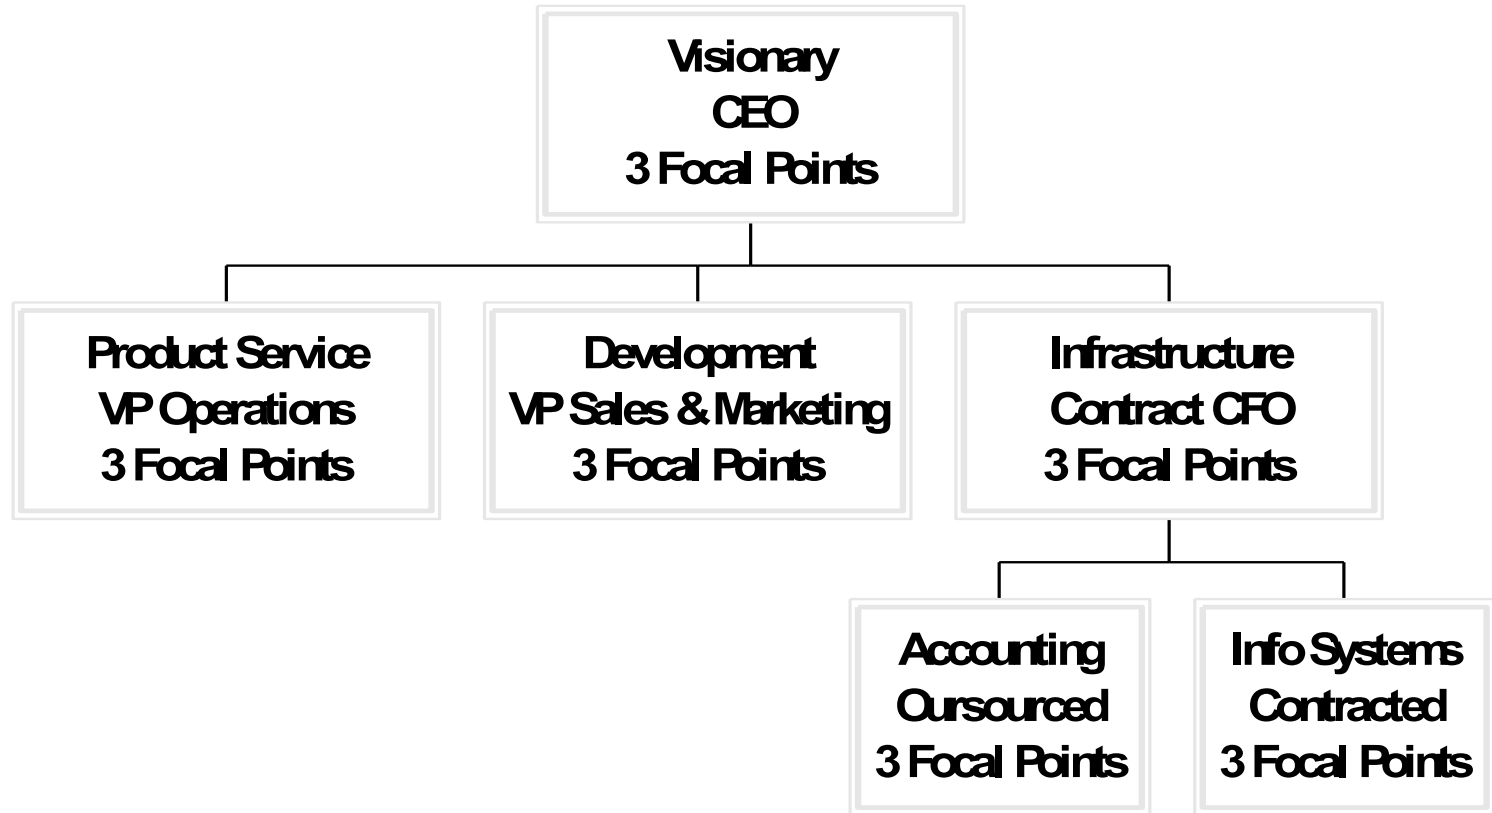 Visionary
CEO
3 Focal Points
Product Service
VP Operations
3 Focal Points
Development
VP Sales & Marketing
3 Focal Points
Infrastructure
Contract CFO
3 Focal Points
Accounting
Oursourced
3 Focal Points
Info Systems
Contracted
3 Focal Points